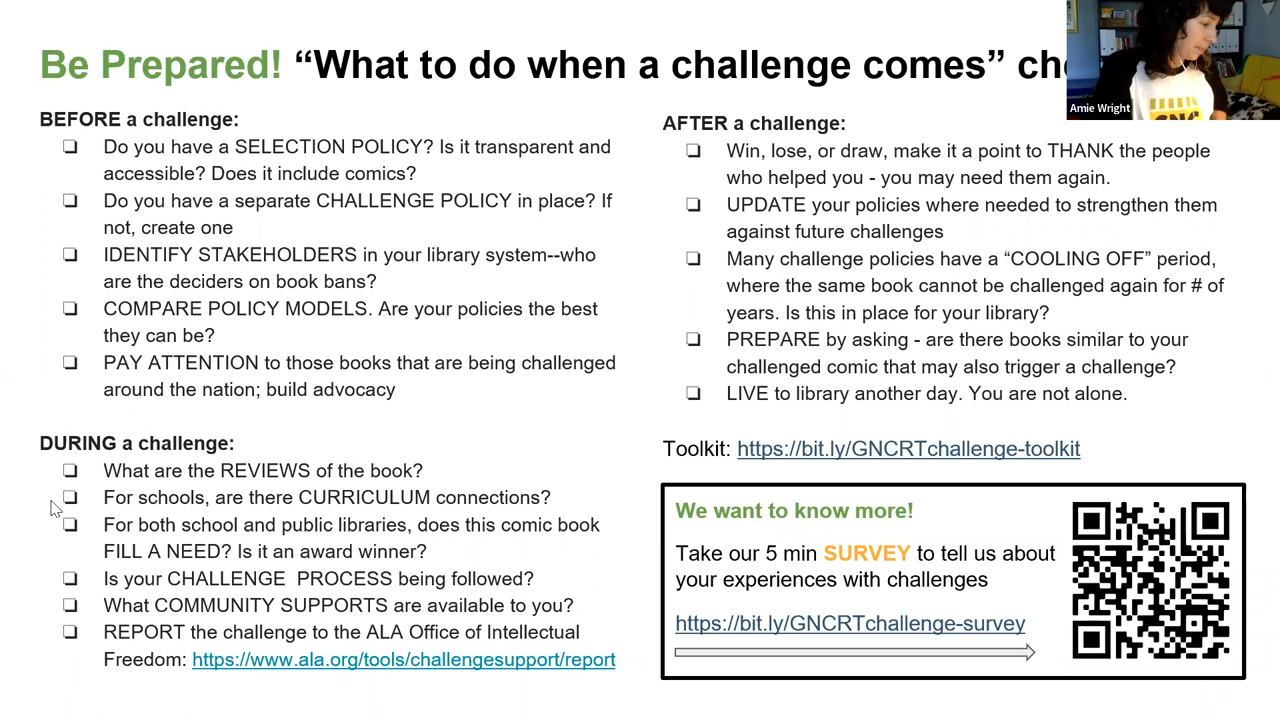 Be Prepared! “What to do when a challenge comes”
Amie Wright
BEFORE a challenge:
❏ Do you have a SELECTION POLICY? Is it transparent and
accessible? Does it include comics?
❏ Do you have a separate CHALLENGE POLICY in place? If
not, create one
❏ IDENTIFY STAKEHOLDERS in your library system--who
are the deciders on book bans?
❏ COMPARE POLICY MODELS. Are your policies the best
they can be?
❏ PAY ATTENTION to those books that are being challenged
around the nation; build advocacy
DURING a challenge:
❏ What are the REVIEWS of the book?
❏ For schools, are there CURRICULUM connections?
❏ For both school and public libraries, does this comic book
FILL A NEED? Is it an award winner?
❏ Is your CHALLENGE PROCESS being followed?
❏ What COMMUNITY SUPPORTS are available to you?
❏ REPORT the challenge to the ALA Office of Intellectual
Freedom: https://www.ala.org/tools/challengesupport/report
AFTER a challenge:
❏ Win, lose, or draw, make it a point to THANK the people
who helped you - you may need them again.
❏ UPDATE your policies where needed to strengthen them
against future challenges
❏ Many challenge policies have a “COOLING OFF” period,
where the same book cannot be challenged again for # of
years. Is this in place for your library?
❏ PREPARE by asking - are there books similar to your
challenged comic that may also trigger a challenge?
❏ LIVE to library another day. You are not alone.
Toolkit: https://bit.ly/GNCRTchallenge-toolkit
We want to know more!
Take our 5 min SURVEY to tell us about
your experiences with challenges
https://bit.ly/GNCRTchallenge-survey